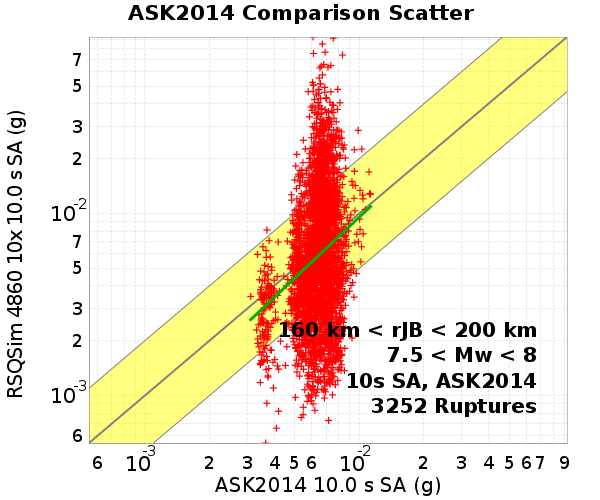 ASK2014 Comparison Scatter
RSQSim 4860 10x 10.0 s SA (g)
7
5
3
2
10-2
7
5
3
2
10-3
6
160 km < rJB < 200 km
7.5 < Mw < 8
10s SA, ASK2014
3252 Ruptures
6 10-3 2 3 4 5 6 10-2 2 3 4 5 6 7 9
ASK2014 10.0 s SA (g)